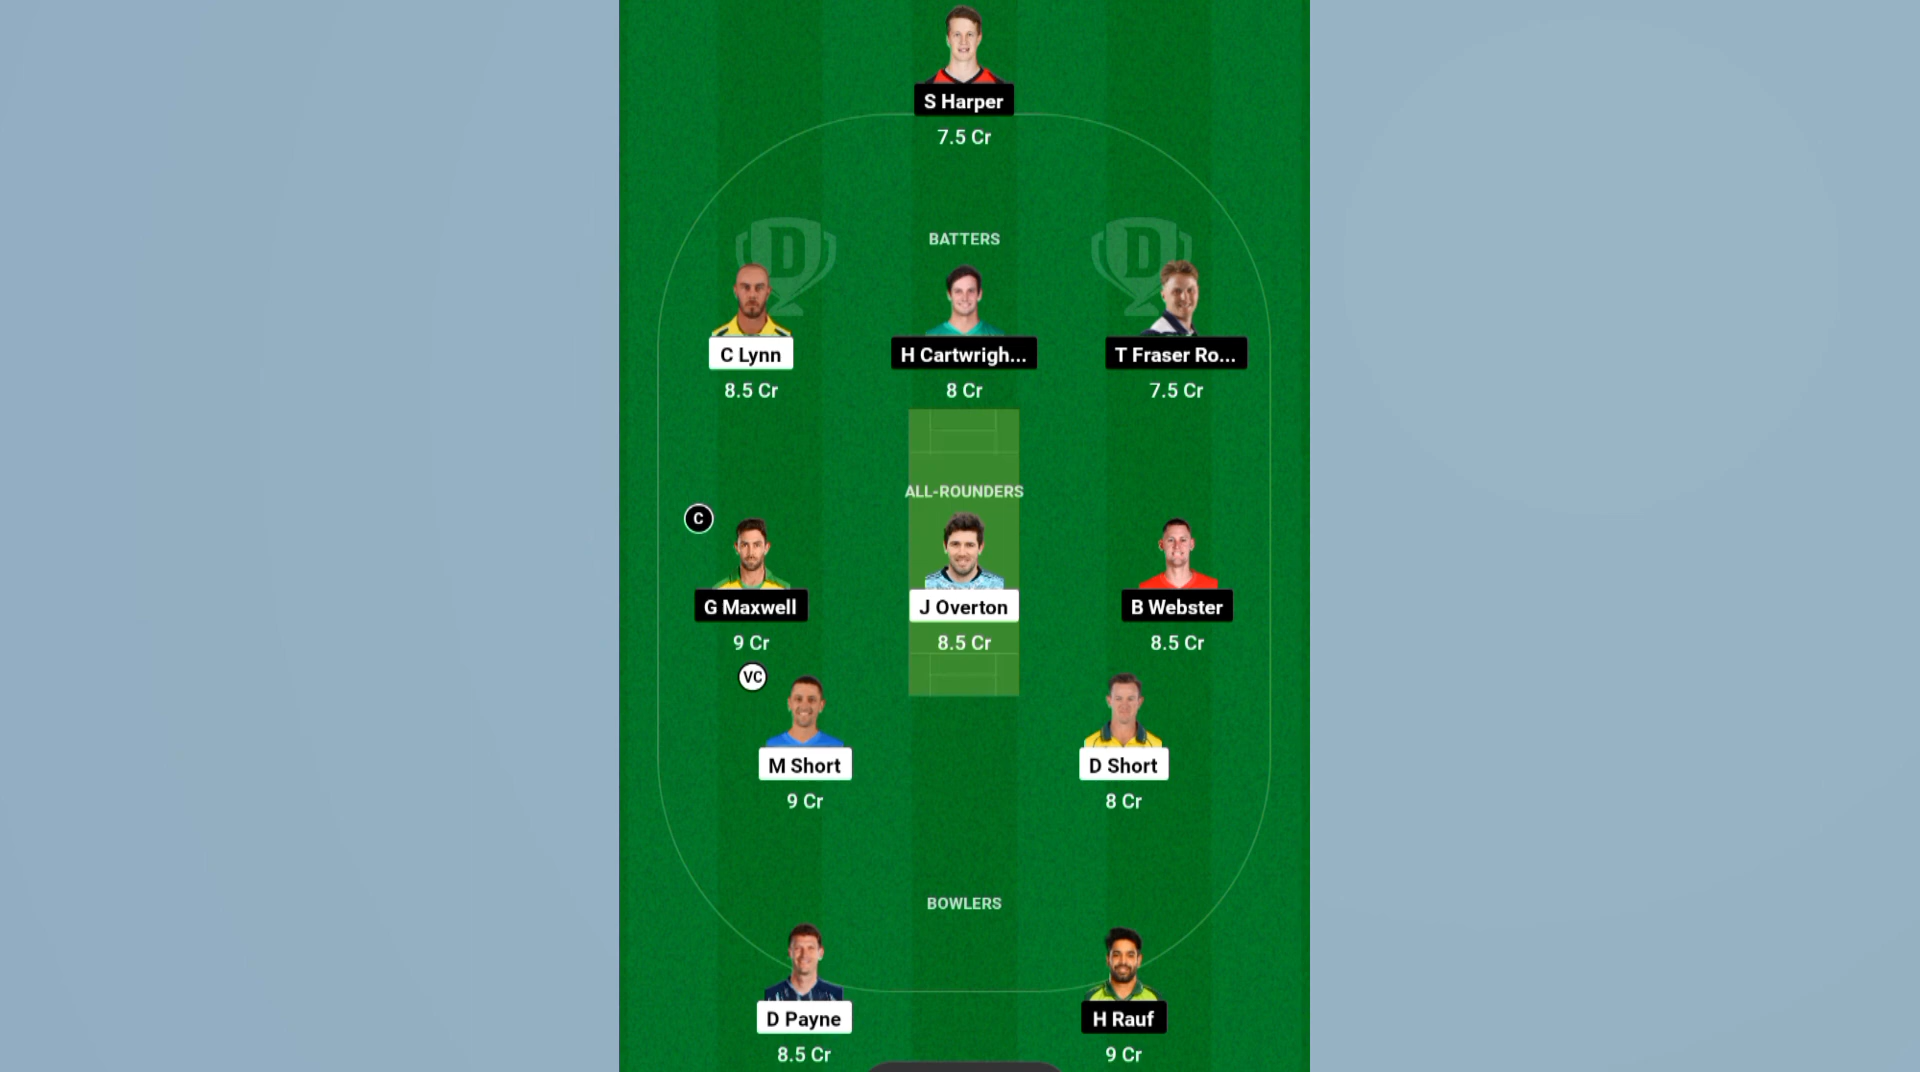 S Harper
7.5 Cr
BATTERS
D
D
C Lynn
H Cartwrigh...
T Fraser Ro...
8.5 Cr
8 Cr
7.5 Cr
ALL-ROUNDERS
C
G Maxwell
J Overton
B Webster
9 Cr
8.5 Cr
8.5 Cr
VC
M Short
D Short
9 Cr
8 Cr
BOWLERS
D Payne
H Rauf
8.5 Cr
9 Cr